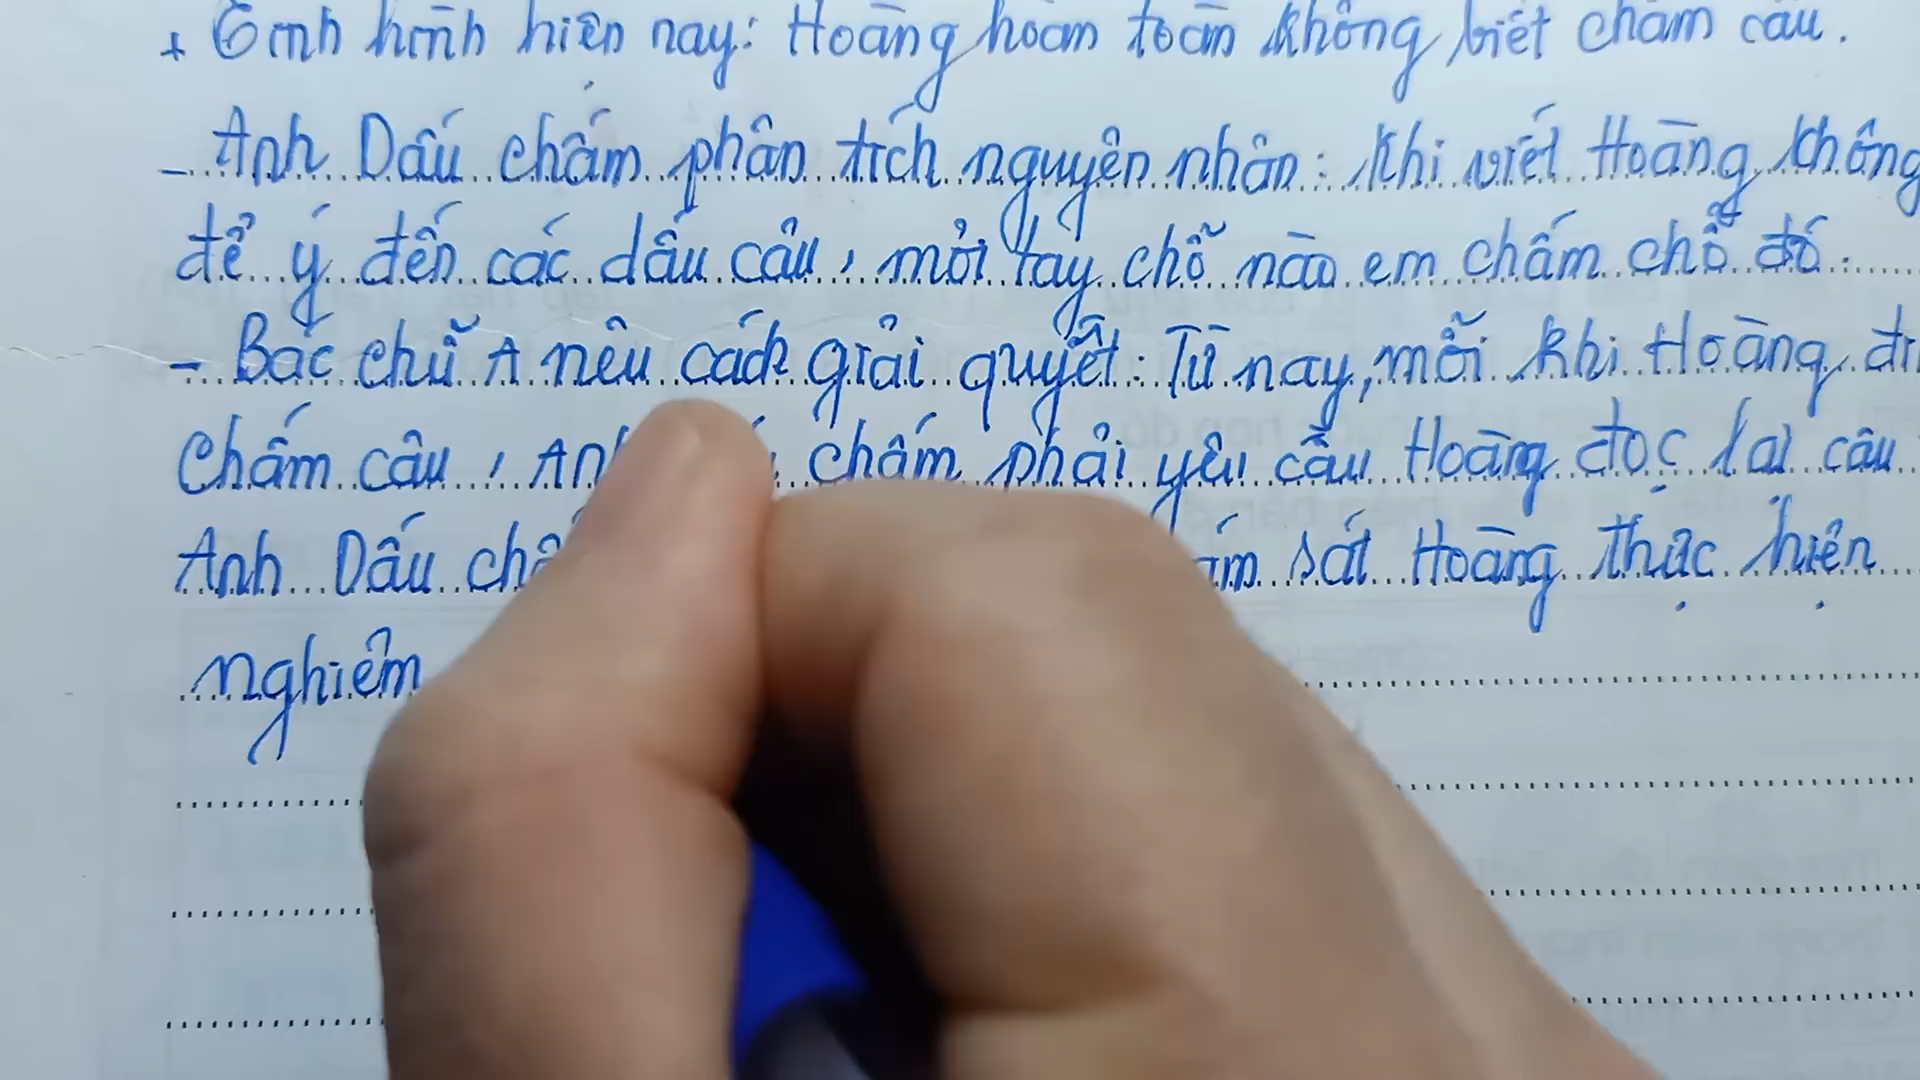 + Tình hình hiện nay: Hoàng hoàn toàn không biết chấm câu.
- Anh Dấu chấm phân tích nguyên nhân: Khi viết Hoàng không
để ý đến các dấu câu, mỏi tay chỗ nào em chấm chỗ đó.
- Bác chữ A nêu cách giải quyết: Từ nay, mỗi khi Hoàng
chấm câu, Anh chấm phải yêu cầu Hoàng đọc lại câu
Anh Dấu sát Hoàng thực hiện
nghiêm